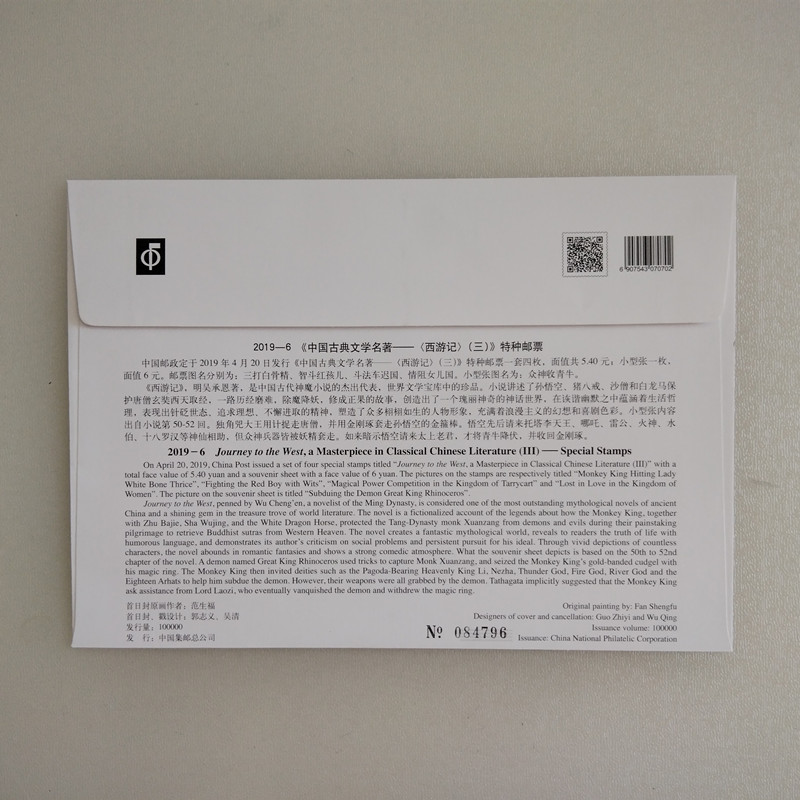 6 907543 070702
2019—6 《中国古典文学名著——〈西游记〉（三）》特种邮票
中国邮政定于 2019 年 4 月 20 日发行《中国古典文学名著——〈西游记〉（三）》特种邮票一套四枚，面值共 5.40 元；小型张一枚，
面值 6 元。邮票图名分别为：三打白骨精、智斗红孩儿、斗法车迟国、情阻女儿国。小型张图名为：众神收青牛。
《西游记》，明吴承恩著，是中国古代神魔小说的杰出代表，世界文学宝库中的珍品。小说讲述了孙悟空、猪八戒、沙僧和白龙马保
护唐僧玄奘西天取经，一路历经磨难，除魔降妖，修成正果的故事，创造出了一个瑰丽神奇的神话世界，在诙谐幽默之中蕴涵着生活哲
理，表现出针砭世态、追求理想、不懈进取的精神，塑造了众多栩栩如生的人物形象，充满着浪漫主义的幻想和喜剧色彩。小型张内容
出自小说第 50-52 回。独角兕大王用计捉走唐僧，并用金刚琢套走孙悟空的金箍棒。悟空先后请来托塔李天王、哪吒、雷公、火神、水
伯、十八罗汉等神仙相助，但众神兵器皆被妖精套走。如来暗示悟空请来太上老君，才将青牛降伏，并收回金刚琢。
2019－6 Journey to the West, a Masterpiece in Classical Chinese Literature (III) — Special Stamps
On April 20, 2019, China Post issued a set of four special stamps titled “Journey to the West, a Masterpiece in Classical Chinese Literature (III)” with a
total face value of 5.40 yuan and a souvenir sheet with a face value of 6 yuan. The pictures on the stamps are respectively titled “Monkey King Hitting Lady
White Bone Thrice”, “Fighting the Red Boy with Wits”, “Magical Power Competition in the Kingdom of Tarrycart” and “Lost in Love in the Kingdom of
Women”. The picture on the souvenir sheet is titled “Subduing the Demon Great King Rhinoceros”.
Journey to the West, penned by Wu Cheng’en, a novelist of the Ming Dynasty, is considered one of the most outstanding mythological novels of ancient
China and a shining gem in the treasure trove of world literature. The novel is a fictionalized account of the legends about how the Monkey King, together
with Zhu Bajie, Sha Wujing, and the White Dragon Horse, protected the Tang-Dynasty monk Xuanzang from demons and evils during their painstaking
pilgrimage to retrieve Buddhist sutras from Western Heaven. The novel creates a fantastic mythological world, reveals to readers the truth of life with
humorous language, and demonstrates its author’s criticism on social problems and persistent pursuit for his ideal. Through vivid depictions of countless
characters, the novel abounds in romantic fantasies and shows a strong comedic atmosphere. What the souvenir sheet depicts is based on the 50th to 52nd
chapter of the novel. A demon named Great King Rhinoceros used tricks to capture Monk Xuanzang, and seized the Monkey King’s gold-banded cudgel with
his magic ring. The Monkey King then invited deities such as the Pagoda-Bearing Heavenly King Li, Nezha, Thunder God, Fire God, River God and the
Eighteen Arhats to help him subdue the demon. However, their weapons were all grabbed by the demon. Tathagata implicitly suggested that the Monkey King
ask assistance from Lord Laozi, who eventually vanquished the demon and withdrew the magic ring.
首日封原画作者：范生福
首日封、戳设计：郭志义、吴清
发行量：100000
发 行：中国集邮总公司
№ 084796
Original painting by: Fan Shengfu
Designers of cover and cancellation: Guo Zhiyi and Wu Qing
Issuance volume: 100000
Issuance: China National Philatelic Corporation